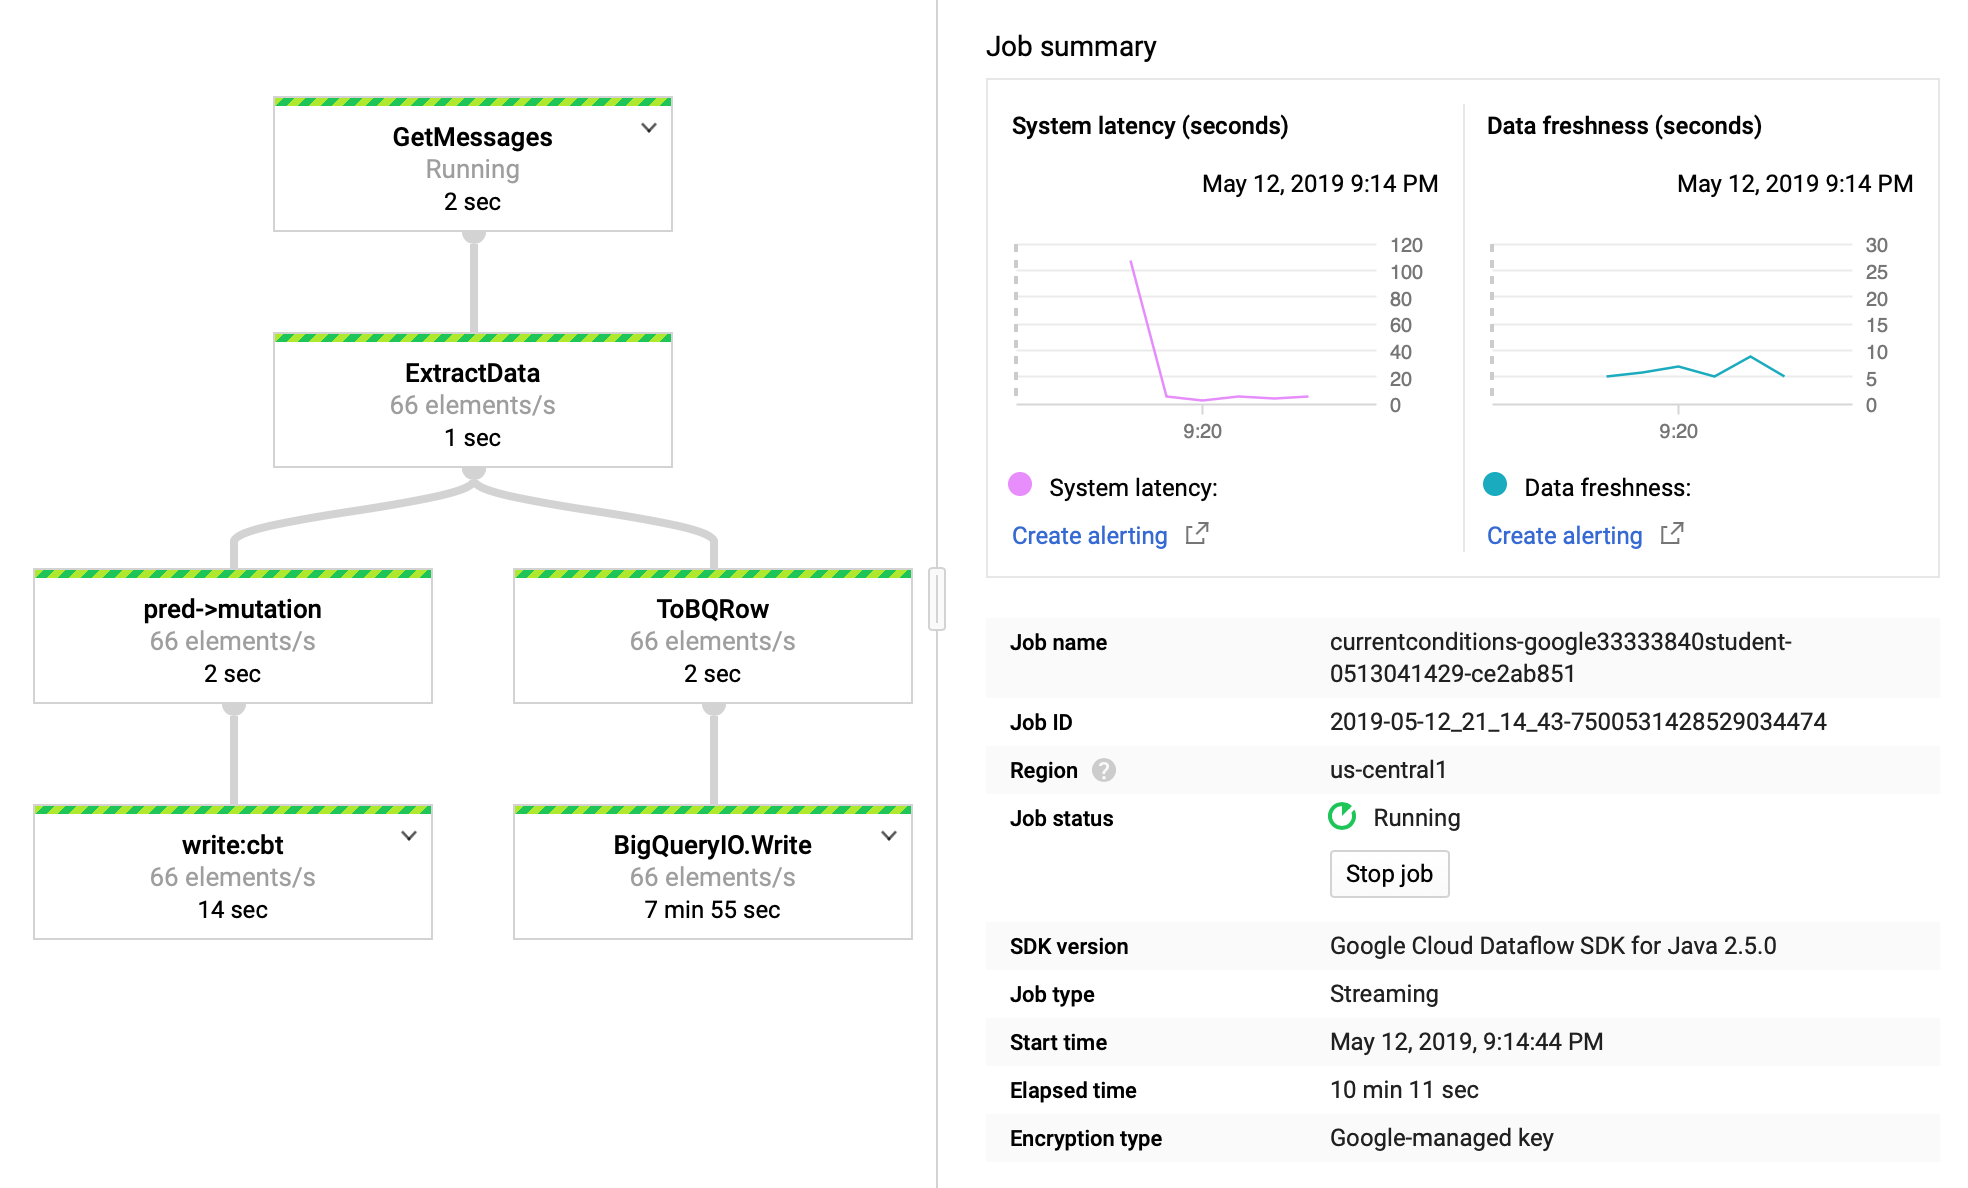 GetMessages
Running
2 sec
ExtractData
66 elements/s
1 sec
pred->mutation
66 elements/s
2 sec
ToBQRow
66 elements/s
2 sec
write:cbt
66 elements/s
14 sec
BigQueryIO.Write
66 elements/s
7 min 55 sec
Job summary
System latency (seconds)
May 12, 2019 9:14 PM
120
100
80
60
40
20
0
9:20
System latency:
Create alerting
Data freshness (seconds)
May 12, 2019 9:14 PM
30
25
20
15
10
5
0
9:20
Data freshness:
Create alerting
Job name currentconditions-google33333840student-
0513041429-ce2ab851
Job ID 2019-05-12_21_14_43-7500531428529034474
Region ? us-central1
Job status Running
Stop job
SDK version Google Cloud Dataflow SDK for Java 2.5.0
Job type Streaming
Start time May 12, 2019, 9:14:44 PM
Elapsed time 10 min 11 sec
Encryption type Google-managed key